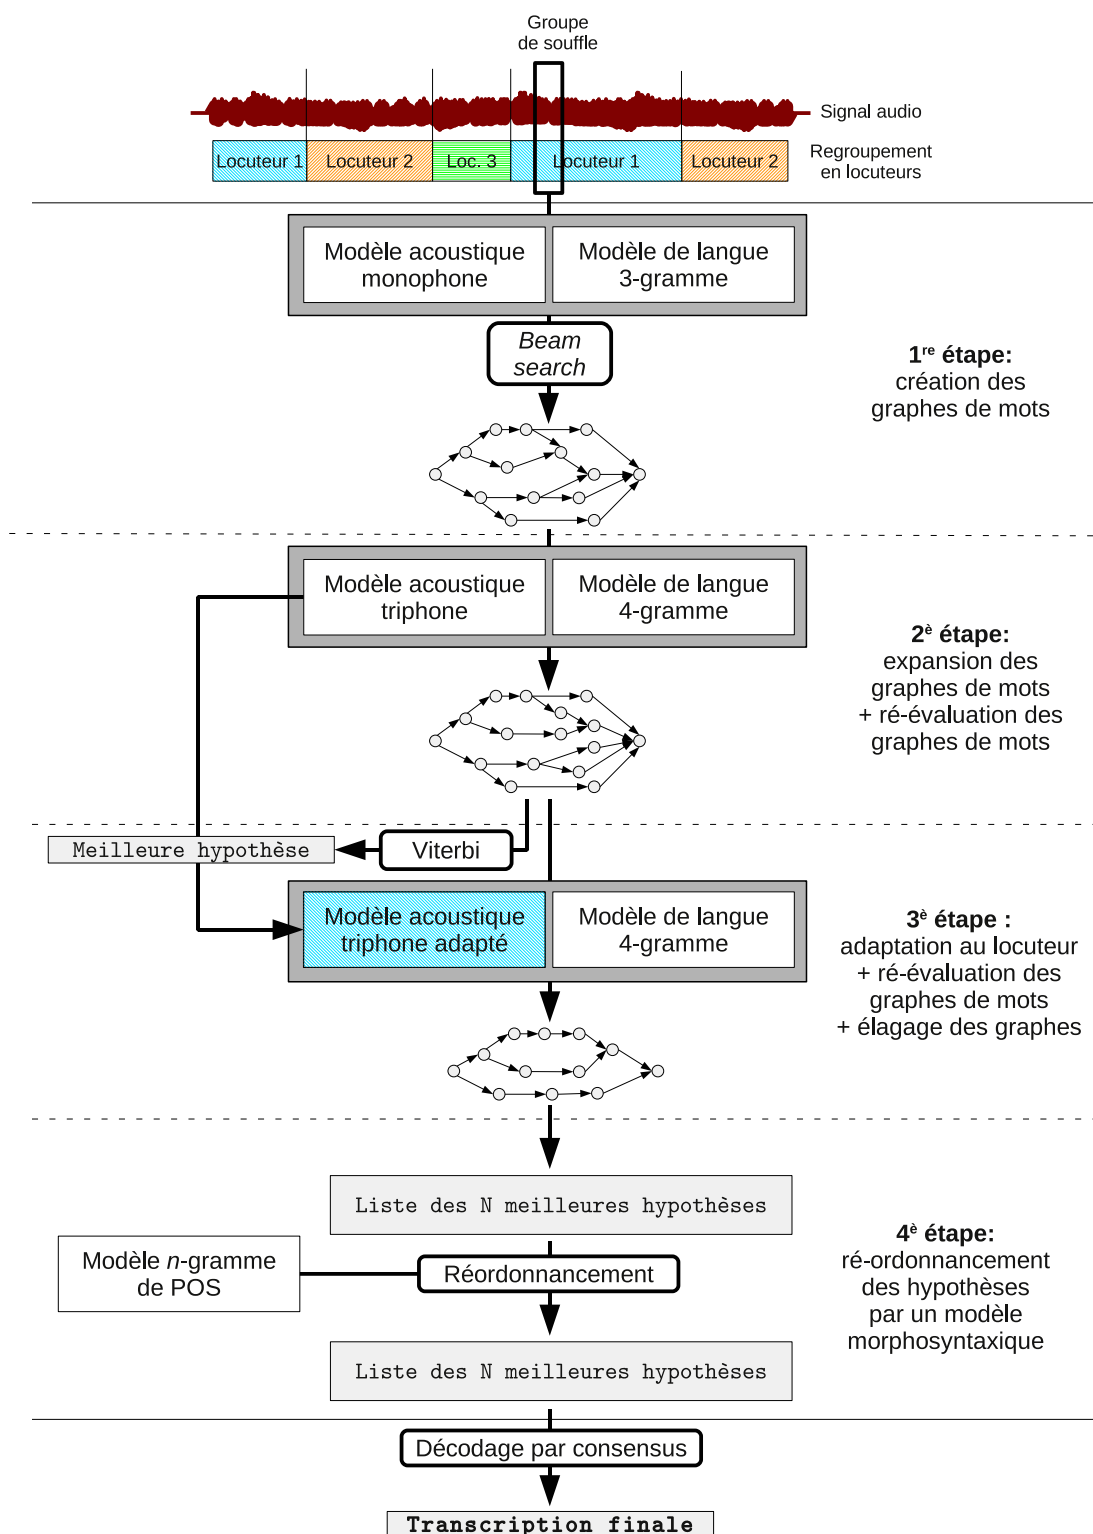 Groupe
de souffle
Signal audio
Locuteur 1
Locuteur 2
Loc. 3
Locuteur 1
Locuteur 2
Regroupement
en locuteurs
Modèle acoustique
monophone
Modèle de langue
3-gramme
Beam
search
1re étape:
création des
graphes de mots
Modèle acoustique
triphone
Modèle de langue
4-gramme
2è étape:
expansion des
graphes de mots
+ ré-évaluation des
graphes de mots
Meilleure hypothèse
Viterbi
Modèle acoustique
triphone adapté
Modèle de langue
4-gramme
3è étape :
adaptation au locuteur
+ ré-évaluation des
graphes de mots
+ élagage des graphes
Liste des N meilleures hypothèses
Modèle n-gramme
de POS
Réordonnancement
4è étape:
ré-ordonnancement
des hypothèses
par un modèle
morphosyntaxique
Liste des N meilleures hypothèses
Décodage par consensus
Transcription finale